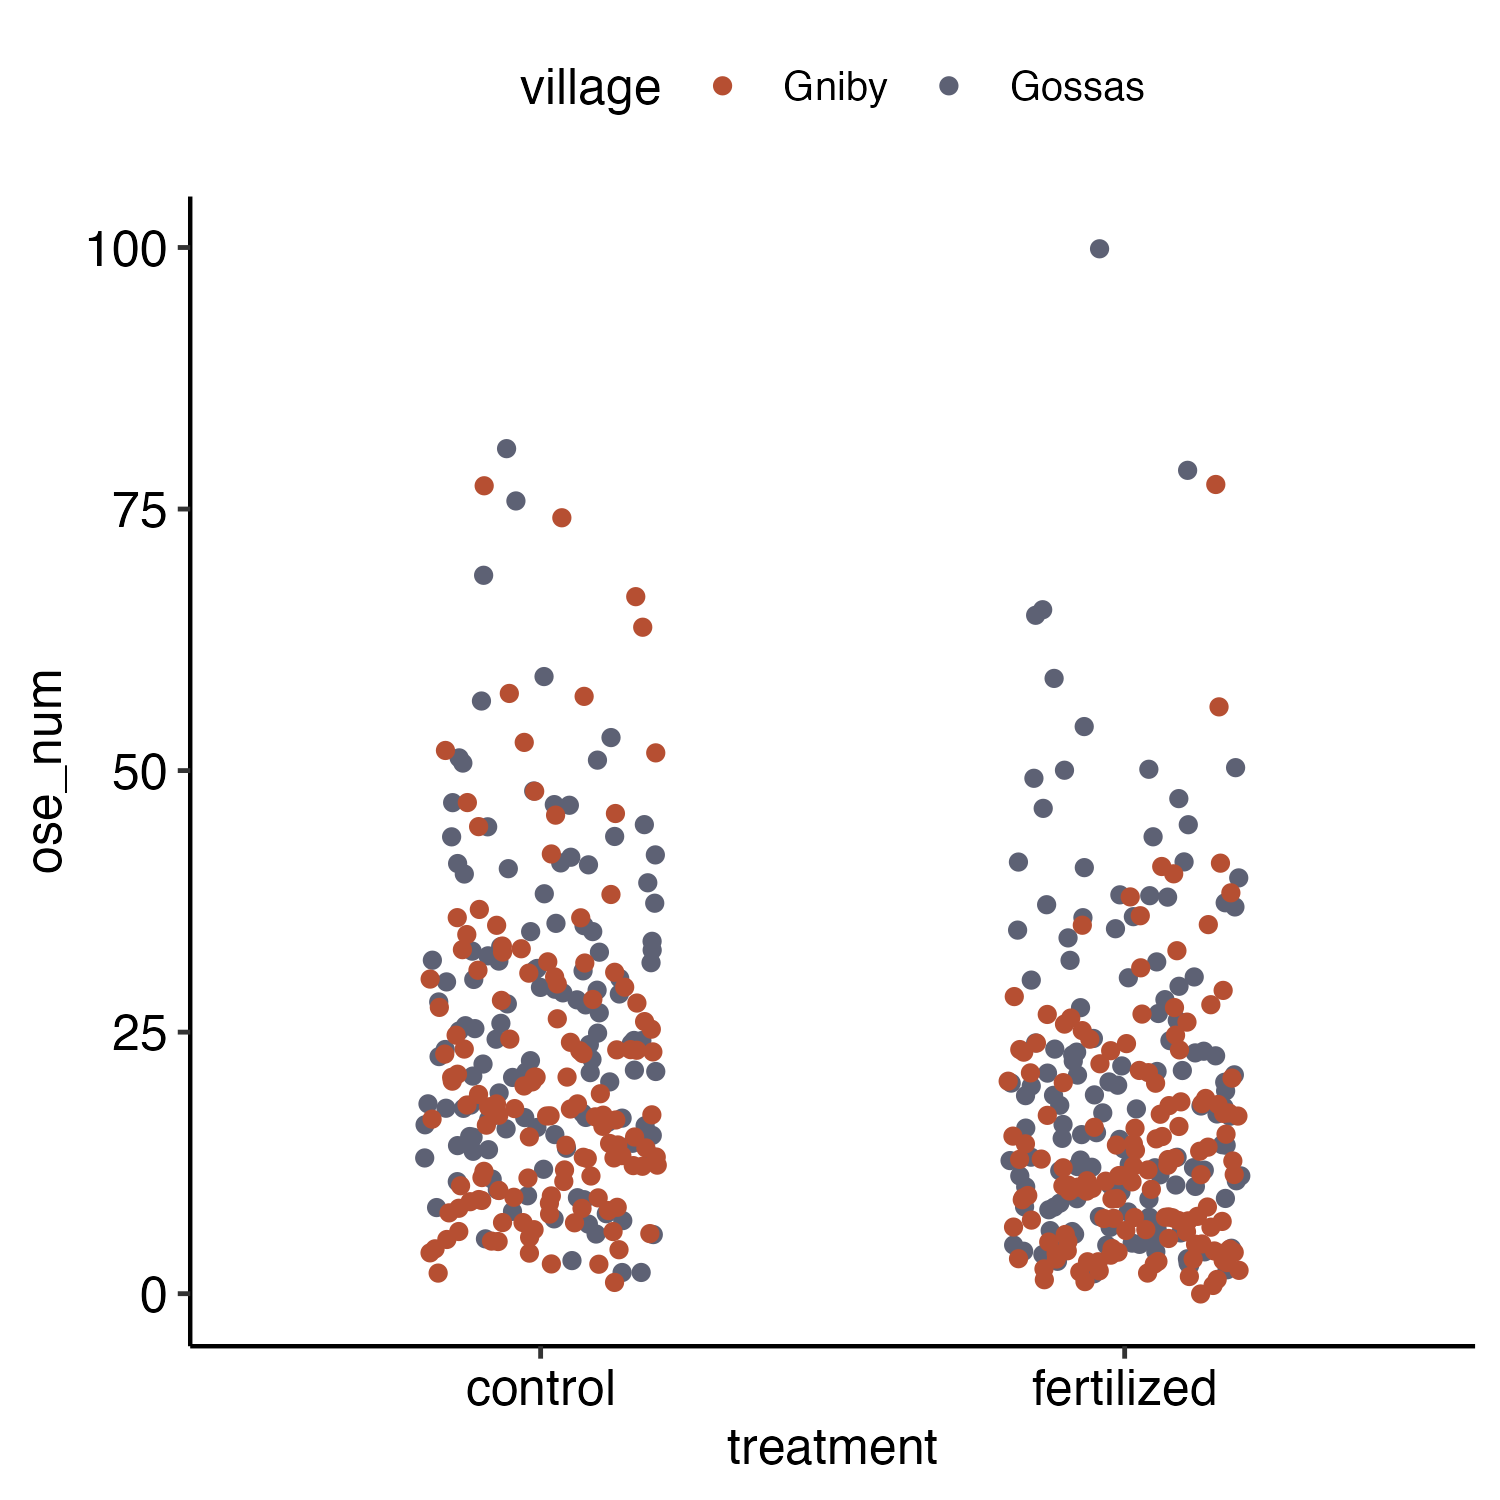 village Gniby Gossas
100
75
50
25
0
ose_num
control fertilized
treatment